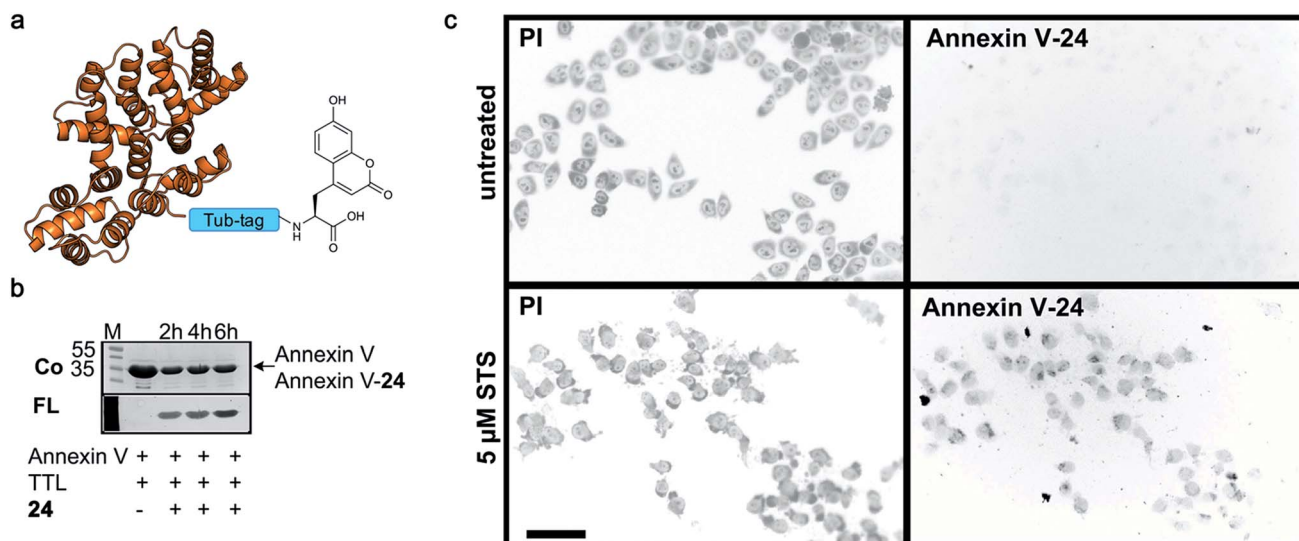 a
OH
O
O
Tub-tag
N
H
OH
O
b
M 2h 4h 6h
55
Co 35
Annexin V
Annexin V-24
FL
Annexin V + + + +
TTL + + + +
24 - + + +
c
PI
Annexin V-24
untreated
PI
Annexin V-24
5 µM STS